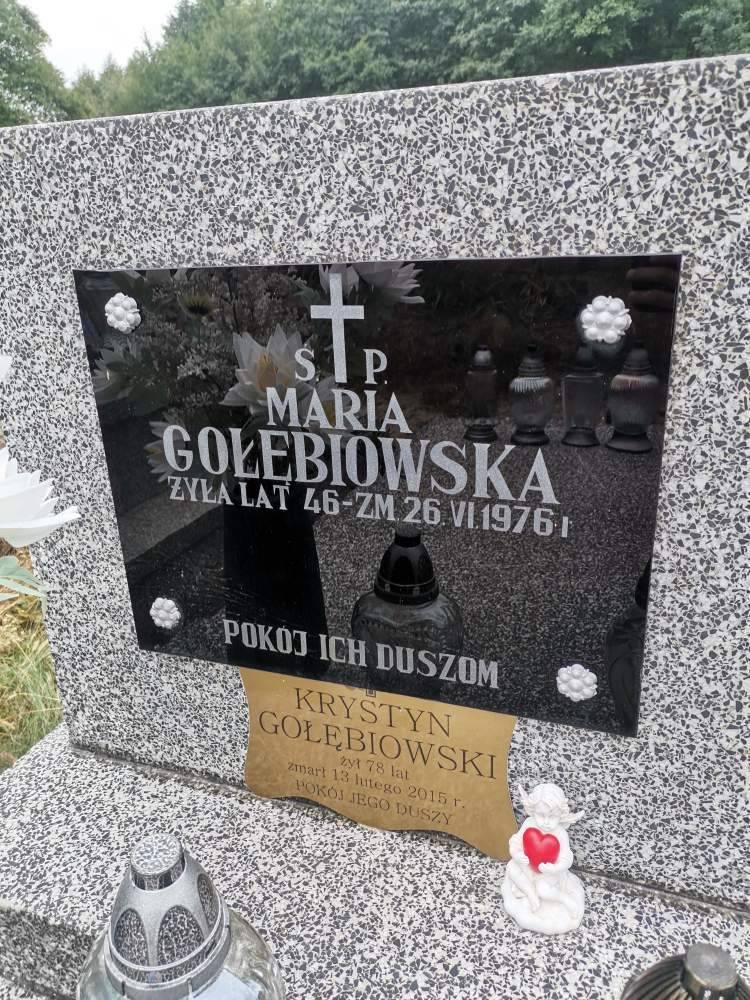 S P.
MARIA
GOŁĘBIOWSKA
ŻYŁA LAT 46-ZM 26.VI 1976 r
POKÓJ ICH DUSZOM
KRYSTYN
GOŁĘBIOWSKI
żył 78 lat
zmarł 13 lutego 2015 r.
POKÓJ JEGO DUSZY